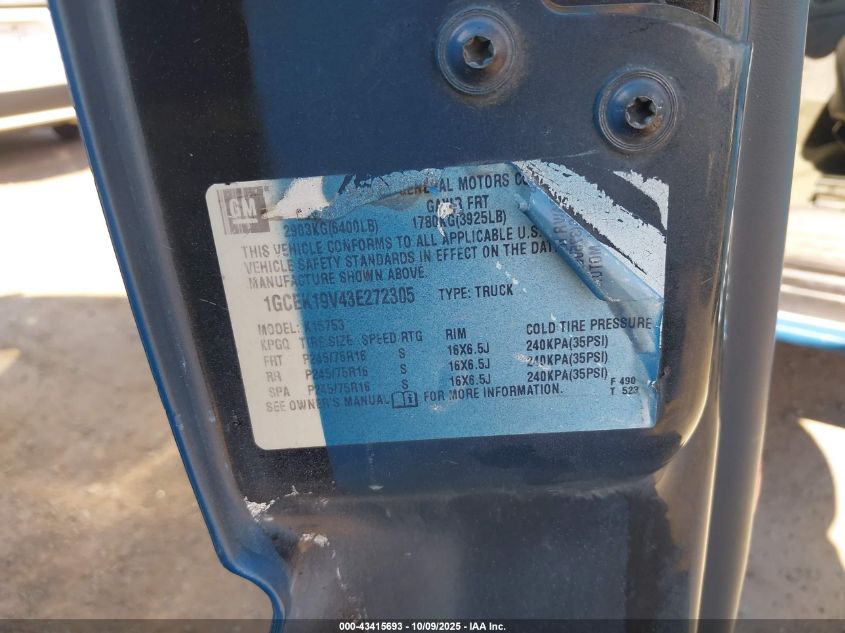 GM
GENERAL MOTORS
FRT
2903KG(6400LB) 1780KG(3925LB)
THIS VEHICLE CONFORMS TO ALL APPLICABLE U.S.
VEHICLE SAFETY STANDARDS IN EFFECT ON THE DATE
MANUFACTURE SHOWN ABOVE.
1GCEK19V43E272305 TYPE: TRUCK
MODEL: K15753
KPGQ TIRE SIZE SPEED RTG RIM COLD TIRE PRESSURE
FRT P245/75R16 S 16X6.5J 240KPA(35PSI)
RR P245/75R16 S 16X6.5J 240KPA(35PSI)
SPA P245/75R16 S 16X6.5J 240KPA(35PSI)
SEE OWNER'S MANUAL FOR MORE INFORMATION.
F 490
T 523
000-43415693 - 10/09/2025 - IAA Inc.